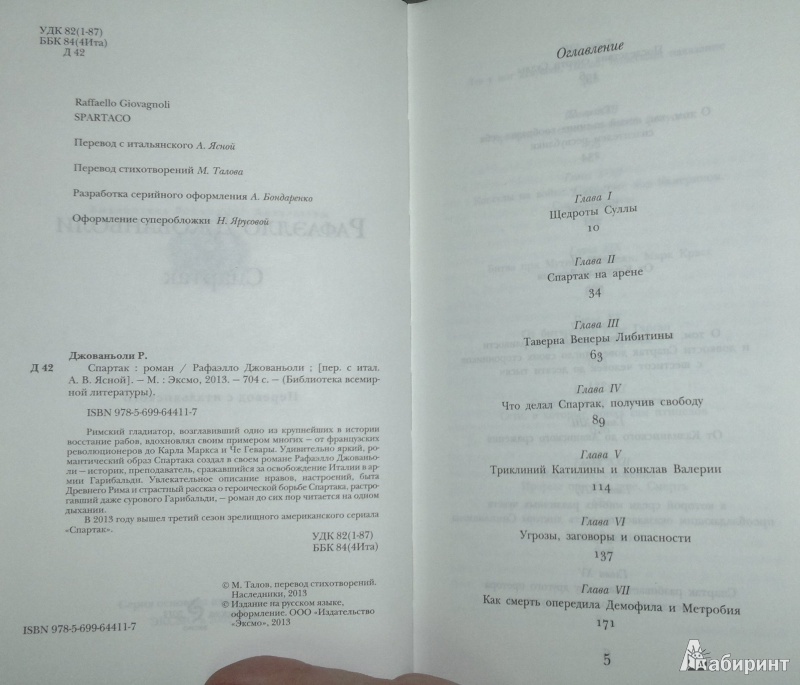 УДК 82(1-87)
ББК 84(4Ита)
Д 42
Raffaello Giovagnoli
SPARTACO
Перевод с итальянского А. Ясной
Перевод стихотворений М. Талова
Разработка серийного оформления А. Бондаренко
Оформление суперобложки Н. Ярусовой
Джованьоли Р.
Д 42 Спартак : роман / Рафаэлло Джованьоли ; [пер. с итал.
А. В. Ясной]. – М. : Эксмо, 2013. – 704 с. – (Библиотека всемир-
ной литературы).
ISBN 978-5-699-64411-7
Римский гладиатор, возглавивший одно из крупнейших в истории
восстание рабов, вдохновлял своим примером многих – от французских
революционеров до Карла Маркса и Че Гевары. Удивительно яркий, ро-
мантический образ Спартака создал в своем романе Рафаэлло Джованьо-
ли – историк, преподаватель, сражавшийся за освобождение Италии в ар-
мии Гарибальди. Увлекательное описание нравов, настроений, быта
Древнего Рима и страстный рассказ о героической борьбе Спартака, растро-
гавший даже сурового Гарибальди, – роман до сих пор читается на одном
дыхании.
В 2013 году вышел третий сезон зрелищного американского сериала
«Спартак».
УДК 82(1-87)
ББК 84(4Ита)
© М. Талов, перевод стихотворений.
Наследники, 2013
© Издание на русском языке,
оформление. ООО «Издательство
«Эксмо», 2013
ISBN 978-5-699-64411-7
Оглавление
Глава I
Щедроты Суллы
10
Глава II
Спартак на арене
34
Глава III
Таверна Венеры Либитины
63
Глава IV
Что делал Спартак, получив свободу
89
Глава V
Триклиний Катилины и конклав Валерии
114
Глава VI
Угрозы, заговоры и опасности
137
Глава VII
Как смерть опередила Демофила и Метробия
171
5
Лабиринт